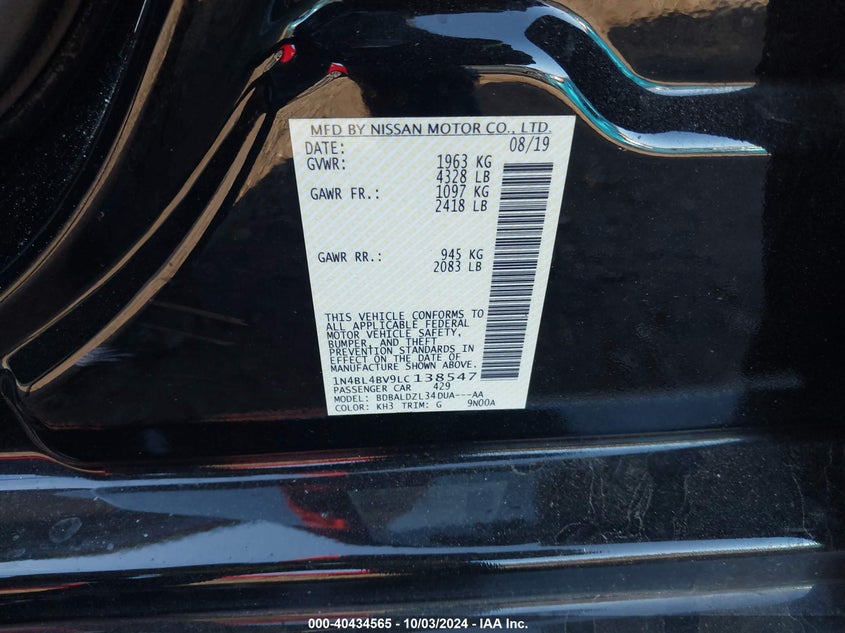 MFD BY NISSAN MOTOR CO., LTD.
DATE: 08/19
GVWR: 1963 KG
4328 LB
GAWR FR.: 1097 KG
2418 LB
GAWR RR.: 945 KG
2083 LB
THIS VEHICLE CONFORMS TO
ALL APPLICABLE FEDERAL
MOTOR VEHICLE SAFETY,
BUMPER, AND THEFT
PREVENTION STANDARDS IN
EFFECT ON THE DATE OF
MANUFACTURE SHOWN ABOVE.
1N4BL4BV9LC138547
PASSENGER CAR 429
MODEL: BDBALDZL34DUA---AA
COLOR: KH3 TRIM: G 9N00A
000-40434565 - 10/03/2024 - IAA Inc.